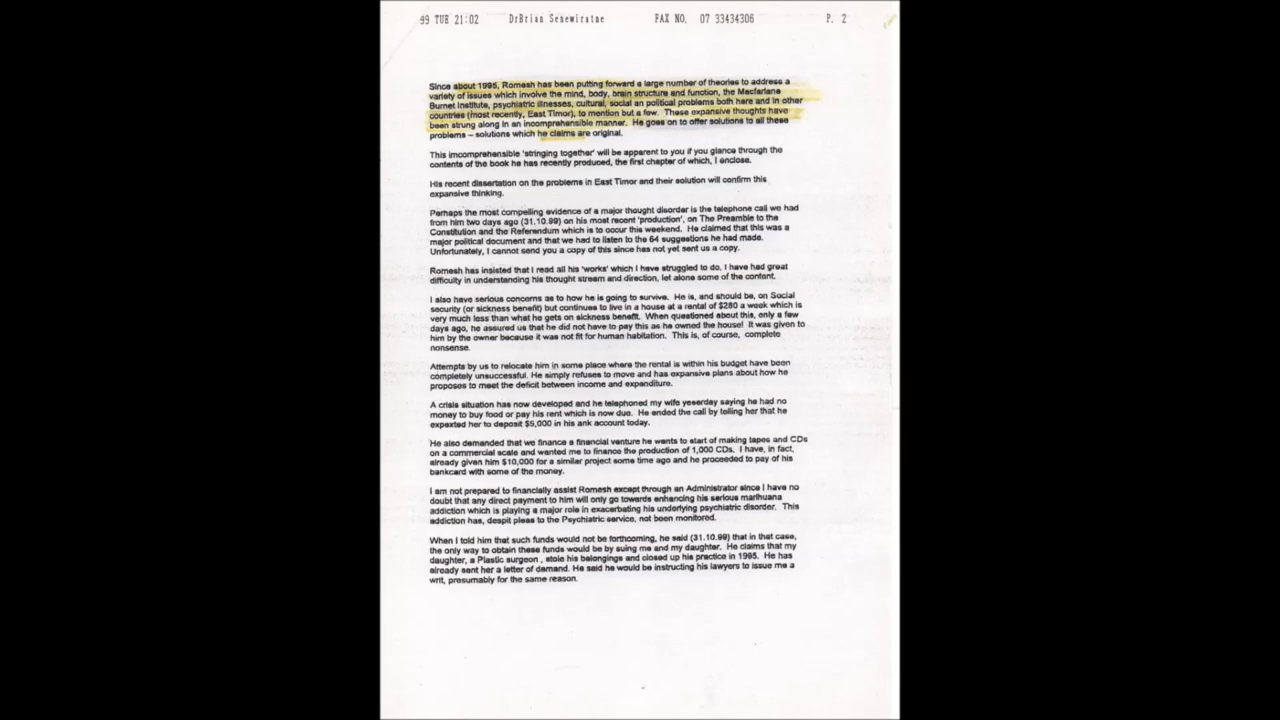 99 TUE 21:02 DrBrian Senewiratne FAX NO. 07 33434306 P. 2
Since about 1995, Romesh has been putting forward a large number of theories to address a
variety of issues which involve the mind, body, brain structure and function, the Macfarlane
Burnet Institute, psychiatric illnesses, cultural, social an political problems both here and in other
countries (most recently, East Timor), to mention but a few. These expansive thoughts have
been strung along in an incomprehensible manner. He goes on to offer solutions to all these
problems – solutions which he claims are original.
This imcomprehensible 'stringing together' will be apparent to you if you glance through the
contents of the book he has recently produced, the first chapter of which, I enclose.
His recent dissertation on the problems in East Timor and their solution will confirm this
expansive thinking.
Perhaps the most compelling evidence of a major thought disorder is the telephone call we had
from him two days ago (31.10.99) on his most recent 'production', on The Preamble to the
Constitution and the Referendum which is to occur this weekend. He claimed that this was a
major political document and that we had to listen to the 64 suggestions he had made.
Unfortunately, I cannot send you a copy of this since has not yet sent us a copy.
Romesh has insisted that I read all his 'works' which I have struggled to do. I have had great
difficulty in understanding his thought stream and direction, let alone some of the content.
I also have serious concerns as to how he is going to survive. He is, and should be, on Social
security (or sickness benefit) but continues to live in a house at a rental of $280 a week which is
very much less than what he gets on sickness benefit. When questioned about this, only a few
days ago, he assured us that he did not have to pay this as he owned the house! It was given to
him by the owner because it was not fit for human habitation. This is, of course, complete
nonsense.
Attempts by us to relocate him in some place where the rental is within his budget have been
completely unsuccessful. He simply refuses to move and has expansive plans about how he
proposes to meet the deficit between income and expenditure.
A crisis situation has now developed and he telephoned my wife yeserday saying he had no
money to buy food or pay his rent which is now due. He ended the call by telling her that he
expexted her to deposit $5,000 in his ank account today.
He also demanded that we finance a financial venture he wants to start of making tapes and CDs
on a commercial scale and wanted me to finance the production of 1,000 CDs. I have, in fact,
already given him $10,000 for a similar project some time ago and he proceeded to pay of his
bankcard with some of the money.
I am not prepared to financially assist Romesh except through an Administrator since I have no
doubt that any direct payment to him will only go towards enhancing his serious marihuana
addiction which is playing a major role in exacerbating his underlying psychiatric disorder. This
addiction has, despit pleas to the Psychiatric service, not been monitored.
When I told him that such funds would not be forthcoming, he said (31.10.99) that in that case,
the only way to obtain these funds would be by suing me and my daughter. He claims that my
daughter, a Plastic surgeon , stole his belongings and closed up his practice in 1995. He has
already sent her a letter of demand. He said he would be instructing his lawyers to issue me a
writ, presumably for the same reason.